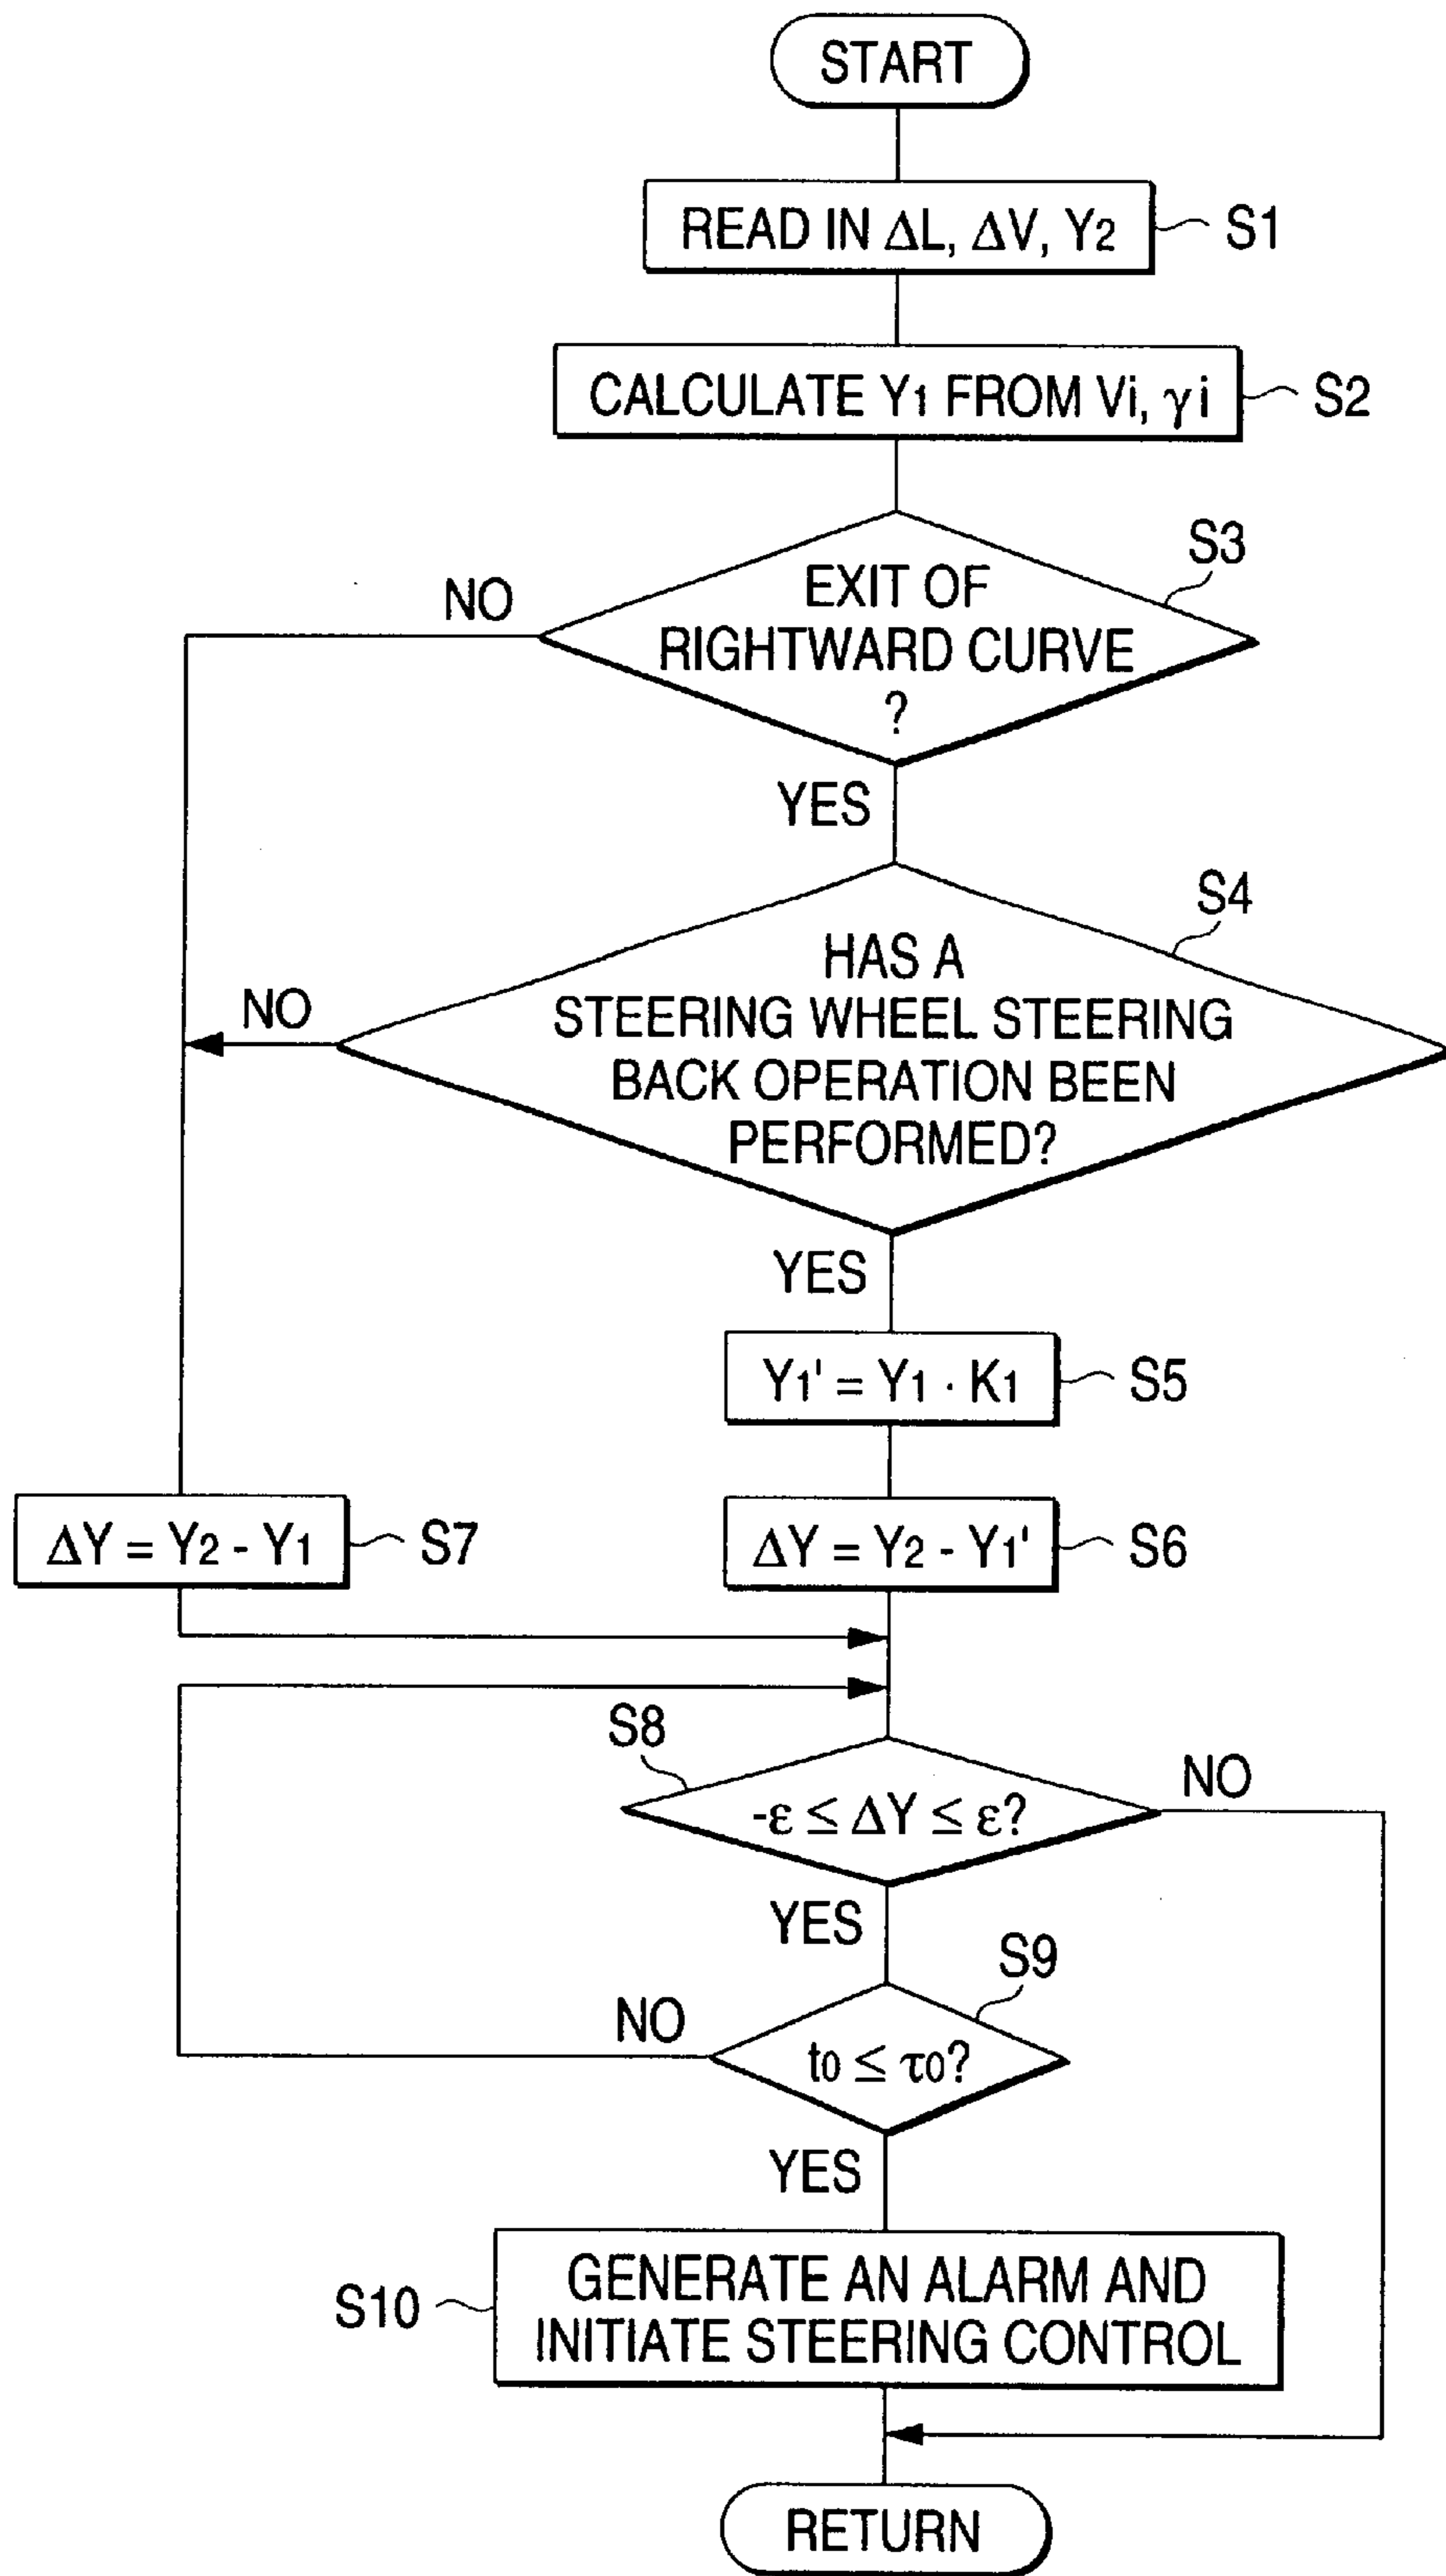 START
READ IN ΔL, ΔV, Y2
S1
CALCULATE Y1 FROM Vi, γi
S2
S3
EXIT OF
RIGHTWARD CURVE
?
NO
YES
S4
HAS A
STEERING WHEEL STEERING
BACK OPERATION BEEN
PERFORMED?
NO
YES
Y1' = Y1 · K1
S5
ΔY = Y2 - Y1
S7
ΔY = Y2 - Y1'
S6
S8
-ε ≤ ΔY ≤ ε?
NO
YES
S9
NO
t0 ≤ τ0?
YES
S10
GENERATE AN ALARM AND
INITIATE STEERING CONTROL
RETURN